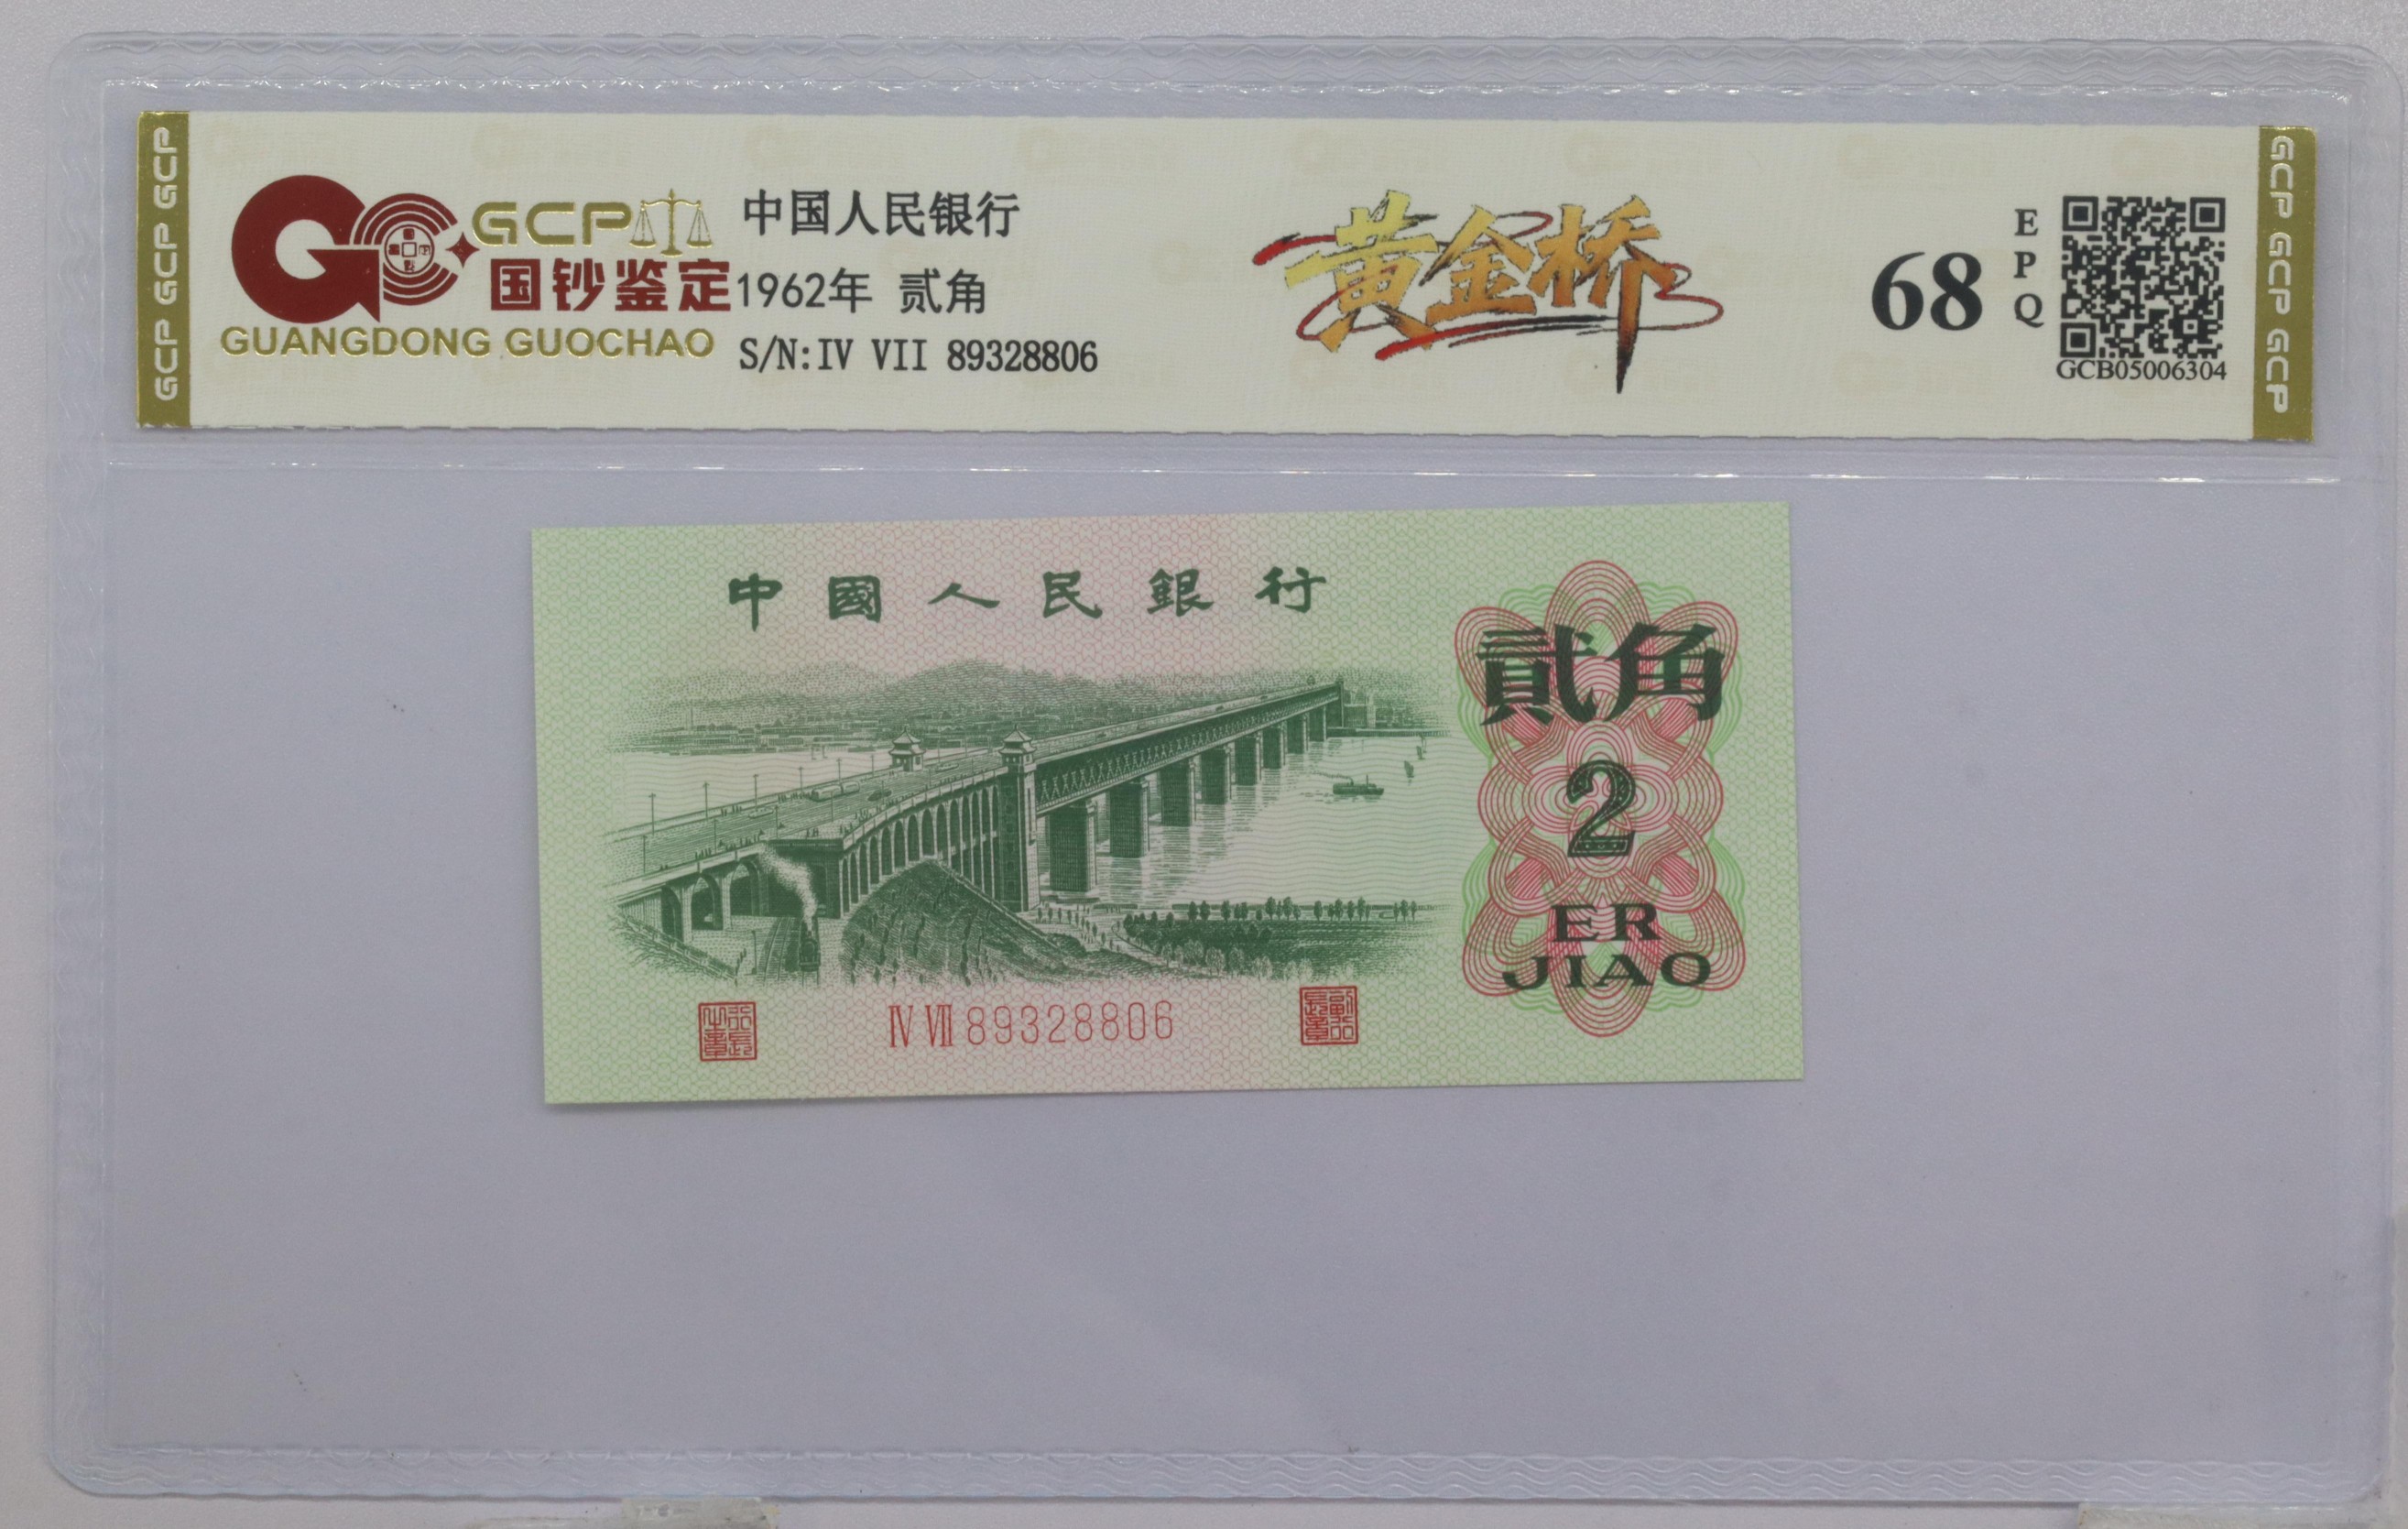 GCP GCP GCP
GCP
国钞鉴定
GUANGDONG GUOCHAO
中国人民银行
1962年 贰角
S/N:IV VII 89328806
黄金桥
68
EPQ
GCB05006304
GCP GCP GCP
中國人民銀行
貳角
2
ER
JIAO
Ⅳ Ⅶ 89328806